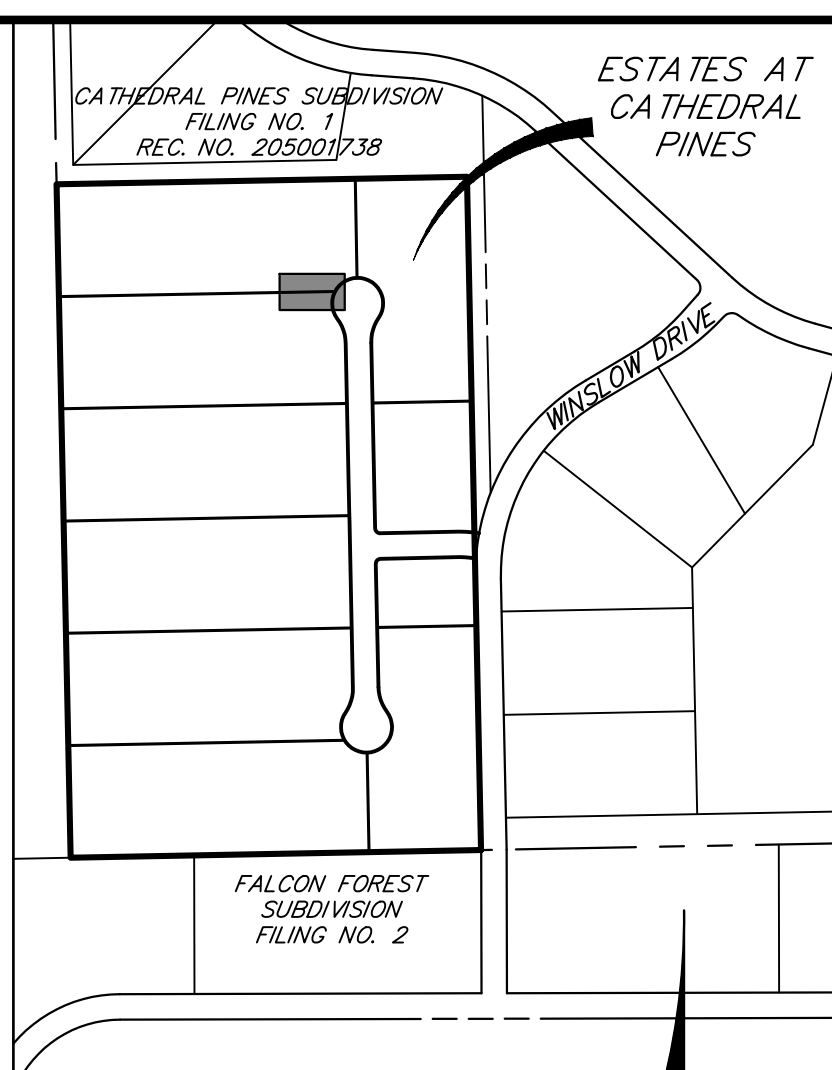 ESTATES AT
CATHEDRAL
PINES
CATHEDRAL PINES SUBDIVISION
FILING NO. 1
REC. NO. 205001738
WINSLOW DRIVE
FALCON FOREST
SUBDIVISION
FILING NO. 2